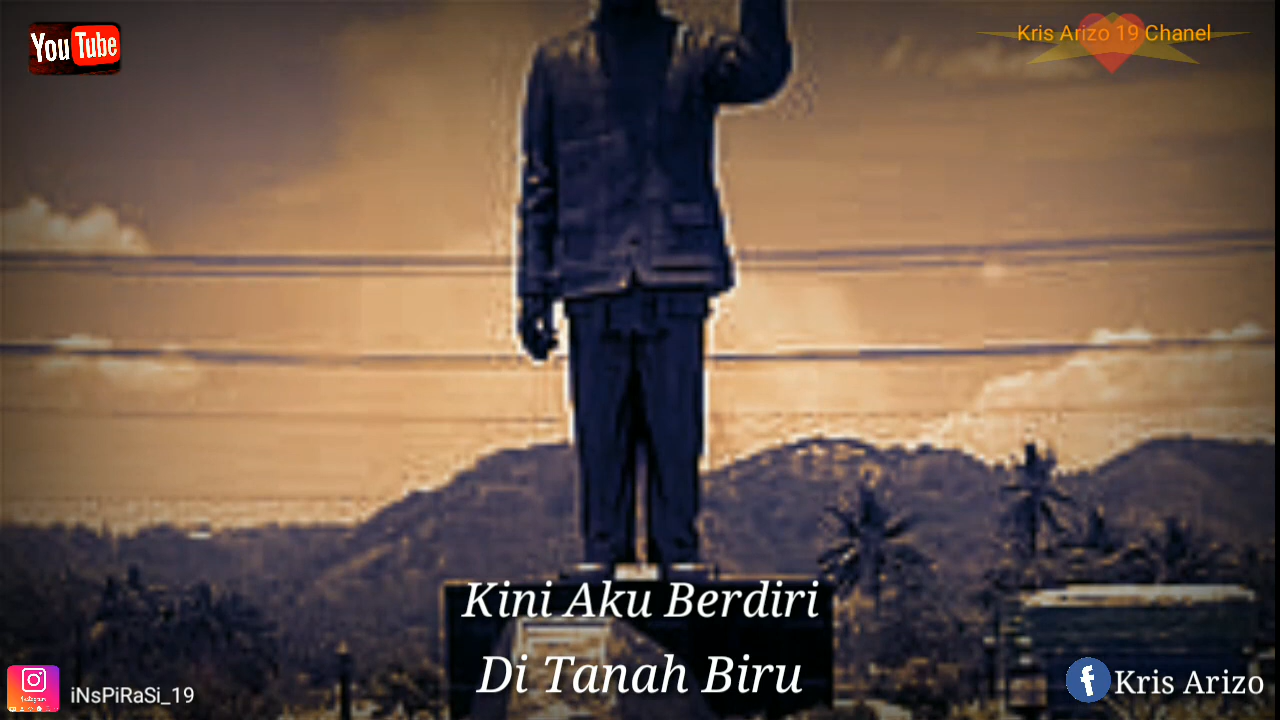 You Tube
Kris Arizo 19 Chanel
Kini Aku Berdiri
Di Tanah Biru
iNsPiRaSi_19
Kris Arizo